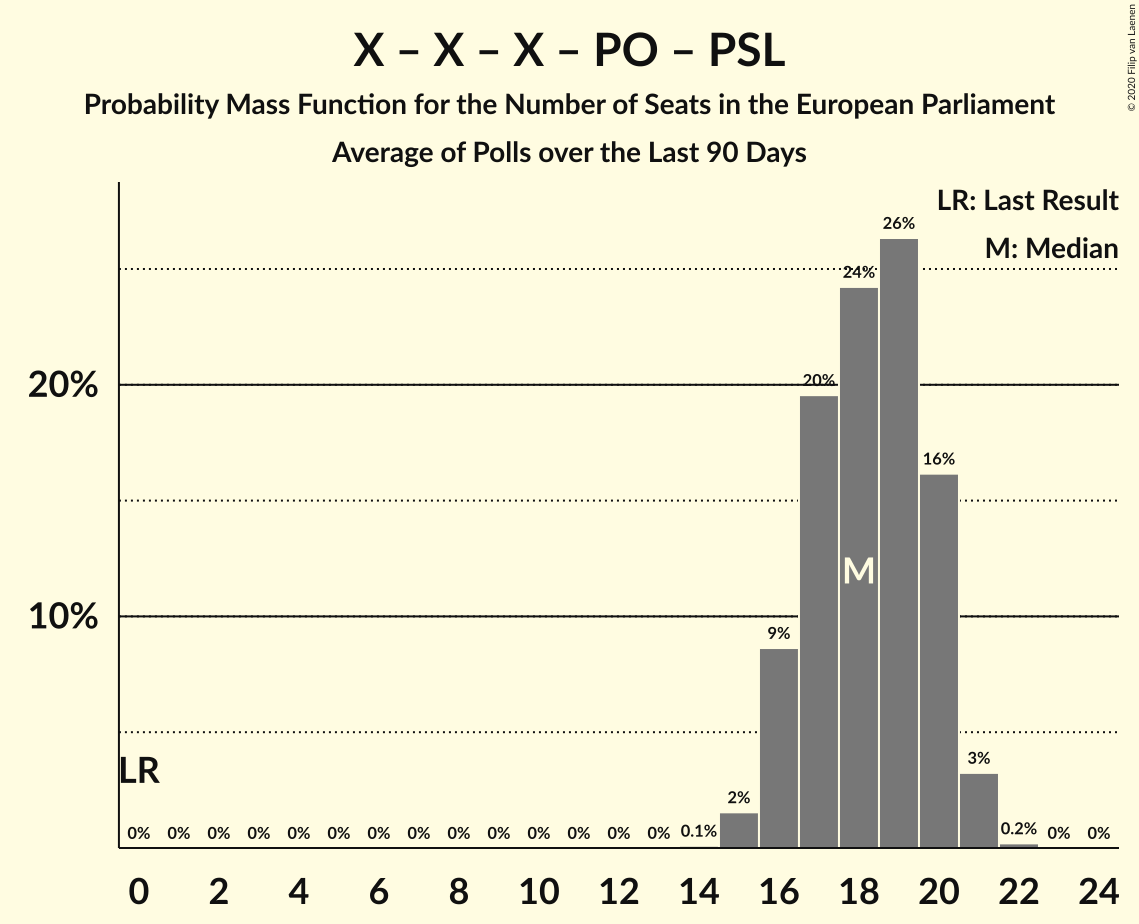 X – X – X – PO – PSL
Probability Mass Function for the Number of Seats in the European Parliament
Average of Polls over the Last 90 Days
© 2020 Filip van Laenen
LR: Last Result
M: Median
26%
24%
20%
20%
16%
M
10%
9%
LR
3%
2%
0% 0% 0% 0% 0% 0% 0% 0% 0% 0% 0% 0% 0% 0% 0.1% 0.2% 0% 0%
0 2 4 6 8 10 12 14 16 18 20 22 24